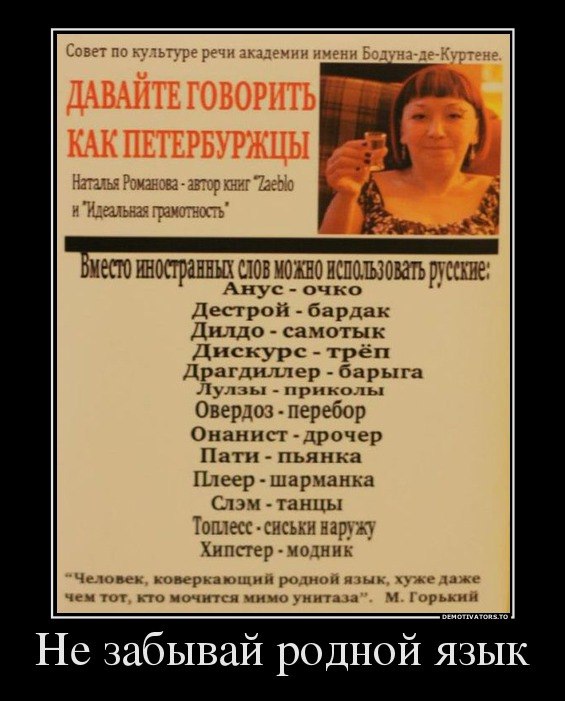 Совет по культуре речи академии имени Бодуна-де-Куртене.
ДАВАЙТЕ ГОВОРИТЬ
КАК ПЕТЕРБУРЖЦЫ
Наталья Романова - автор книг "Zaeblo
и "Идеальная грамотность"
Вместо иностранных слов можно использовать русские:
Анус - очко
Дестрой - бардак
Дилдо - самотык
Дискурс - трёп
Драгдиллер - барыга
Лулзы - приколы
Овердоз - перебор
Онанист - дрочер
Пати - пьянка
Плеер - шарманка
Слэм - танцы
Топлесс - сиськи наружу
Хипстер - модник
"Человек, коверкающий родной язык, хуже даже
чем тот, кто мочится мимо унитаза". М. Горький
DEMOTIVATORS.TO
Не забывай родной язык